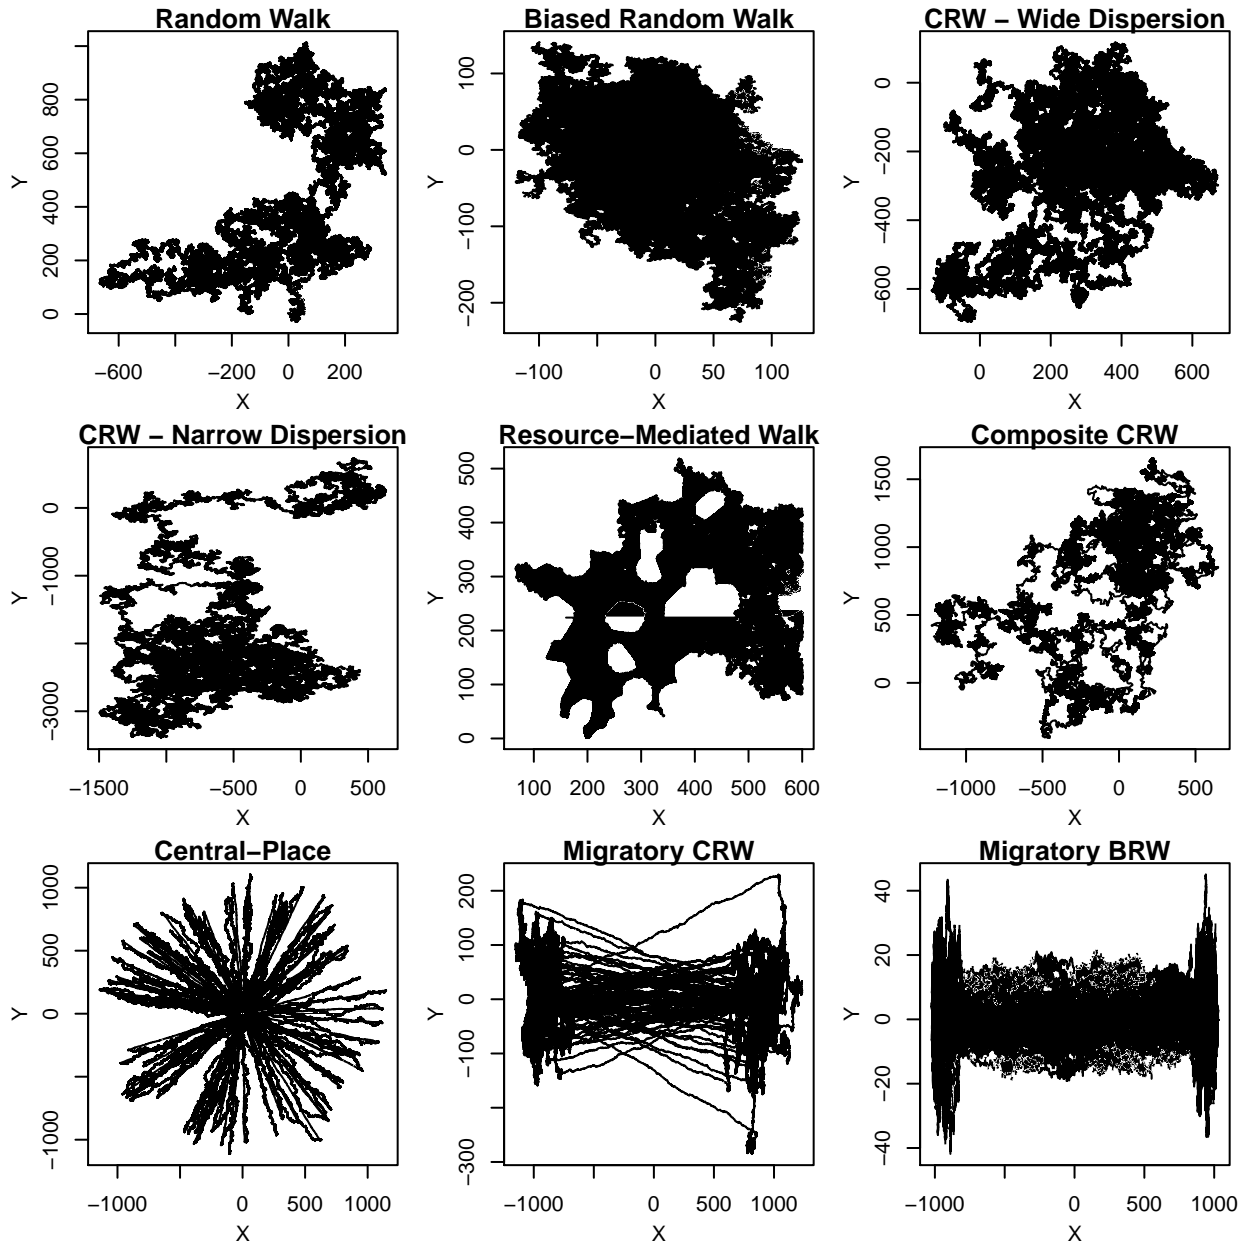 Random Walk
Y
0 200 400 600 800
−600 −200 0 200
X
Biased Random Walk
Y
−200 −100 0 100
−100 0 50 100
X
CRW − Wide Dispersion
Y
−600 −400 −200 0
0 200 400 600
X
CRW − Narrow Dispersion
Y
−3000 −1000 0
−1500 −500 0 500
X
Resource−Mediated Walk
Y
0 100 200 300 400 500
100 200 300 400 500 600
X
Composite CRW
Y
0 500 1000 1500
−1000 −500 0 500
X
Central−Place
Y
−1000 0 500 1000
−1000 0 500 1000
X
Migratory CRW
Y
−300 −100 0 100 200
−1000 0 500 1000
X
Migratory BRW
Y
−40 −20 0 20 40
−1000 0 500 1000
X